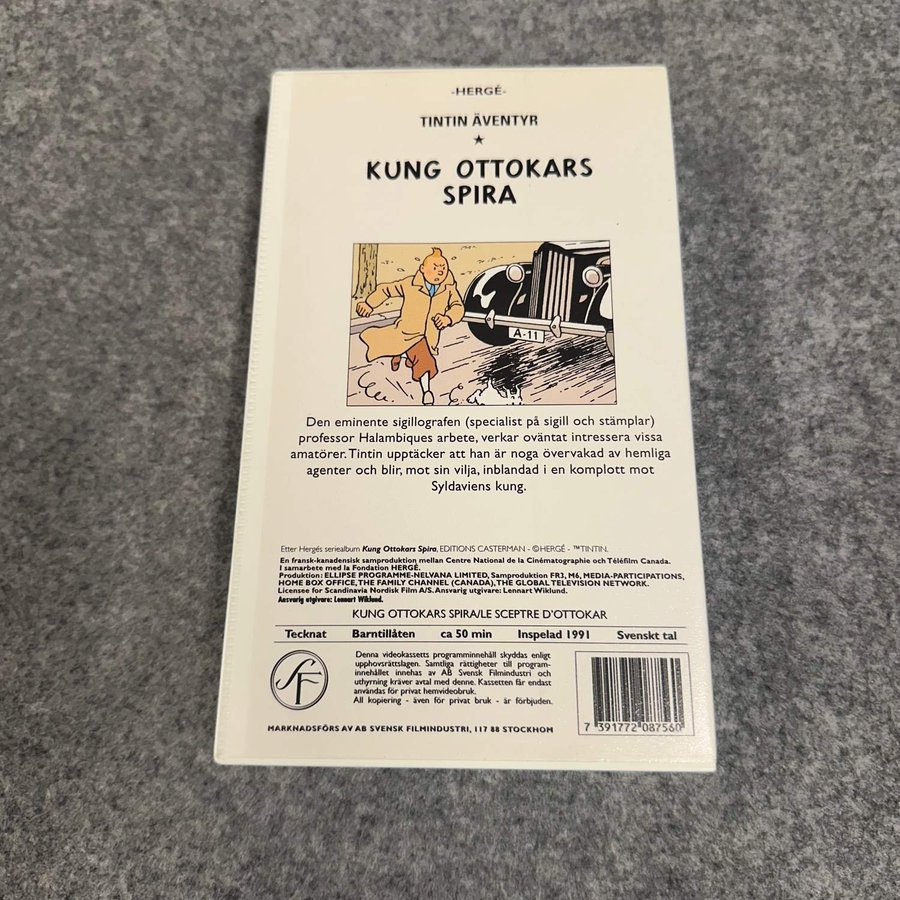 -HERGÉ-
TINTIN ÄVENTYR
KUNG OTTOKARS
SPIRA
A-11
Den eminente sigillografen (specialist på sigill och stämplar)
professor Halambiques arbete, verkar oväntat intressera vissa
amatörer. Tintin upptäcker att han är noga övervakad av hemliga
agenter och blir, mot sin vilja, inblandad i en komplott mot
Syldaviens kung.
Etter Hergés seriealbum Kung Ottokars Spira, EDITIONS CASTERMAN - ©HERGÉ - ™TINTIN.
En fransk-kanadensisk samproduktion mellan Centre National de la Cinématographie och Téléfilm Canada.
I samarbete med la Fondation HERGÉ.
Produktion: ELLIPSE PROGRAMME-NELVANA LIMITED, Samproduktion FR3, M6, MEDIA-PARTICIPATIONS,
HOME BOX OFFICE, THE FAMILY CHANNEL (CANADA), THE GLOBAL TELEVISION NETWORK.
Licensee for Scandinavia Nordisk Film A/S. Ansvarig utgivare: Lennart Wiklund.
Ansvarig utgivare: Lennart Wiklund.
KUNG OTTOKARS SPIRA/LE SCEPTRE D'OTTOKAR
Tecknat Barntillåten ca 50 min Inspelad 1991 Svenskt tal
SF
Denna videokassetts programinnehåll skyddas enligt
upphovsrättslagen. Samtliga rättigheter till program-
innehållet innehas av AB Svensk Filmindustri och
uthyrning kräver avtal med denne. Kassetten får endast
användas för privat hemvideobruk.
All kopiering - även för privat bruk - är förbjuden.
MARKNADSFÖRS AV AB SVENSK FILMINDUSTRI, 117 88 STOCKHOM
7 391772 087560